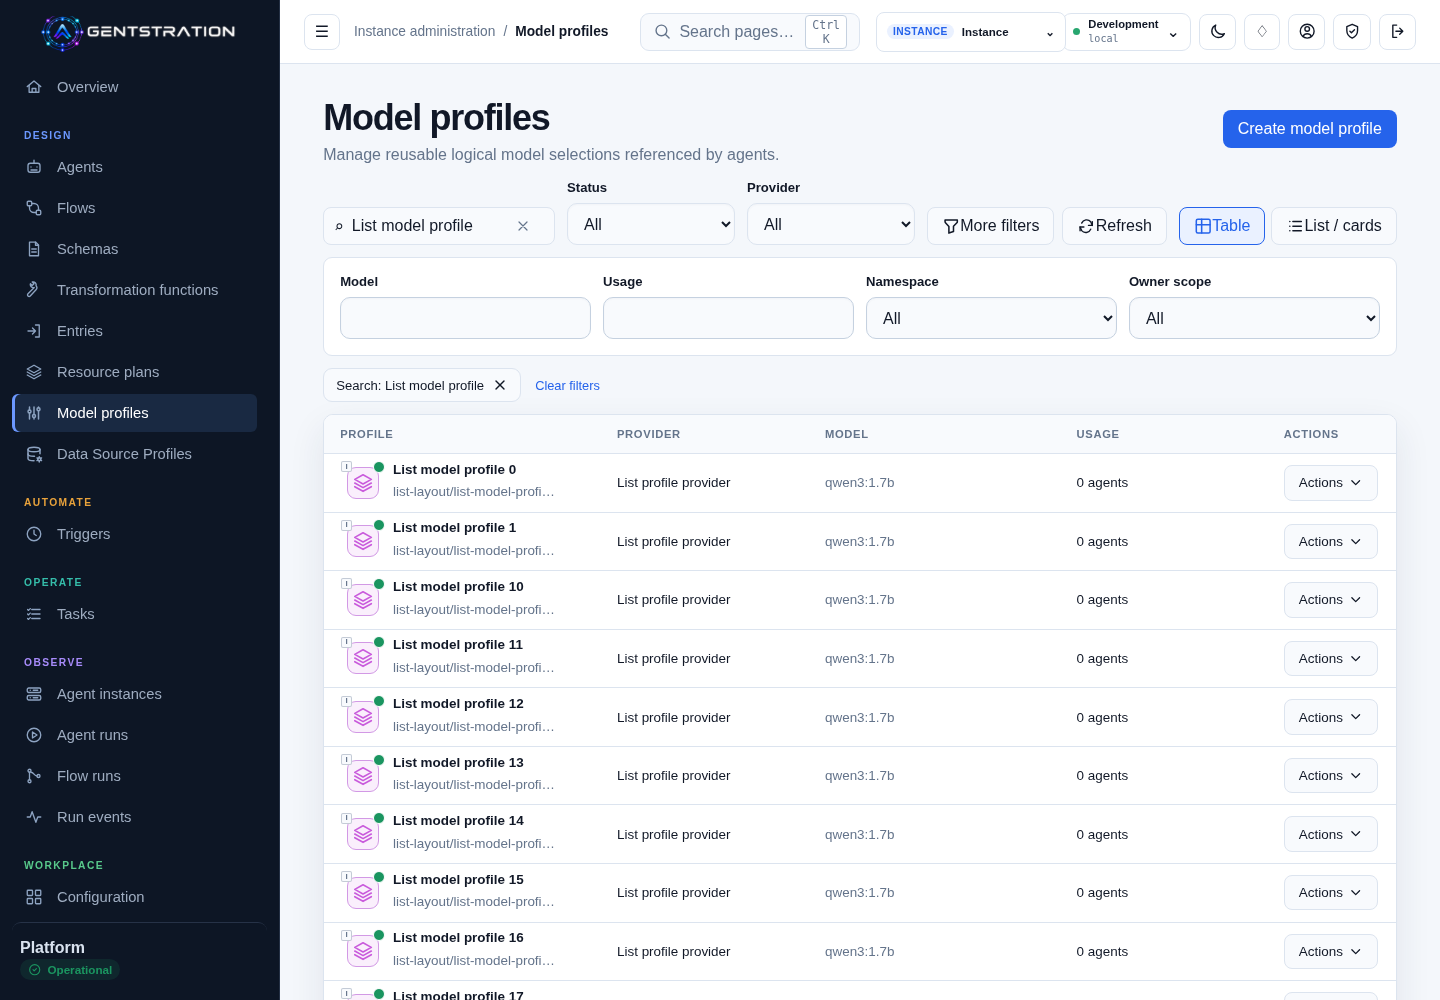 GENTSTRATION
Overview
DESIGN
Agents
Flows
Schemas
Transformation functions
Entries
Resource plans
Model profiles
Data Source Profiles
AUTOMATE
Triggers
OPERATE
Tasks
OBSERVE
Agent instances
Agent runs
Flow runs
Run events
WORKPLACE
Configuration
Platform
Operational
Instance administration / Model profiles
Search pages… Ctrl K
INSTANCE Instance
Development
local
Model profiles
Manage reusable logical model selections referenced by agents.
Create model profile
Status
Provider
List model profile
All
All
More filters
Refresh
Table
List / cards
Model
Usage
Namespace
Owner scope
All
All
Search: List model profile
Clear filters
PROFILE PROVIDER MODEL USAGE ACTIONS
I
List model profile 0
list-layout/list-model-profi…
List profile provider qwen3:1.7b 0 agents Actions
I
List model profile 1
list-layout/list-model-profi…
List profile provider qwen3:1.7b 0 agents Actions
I
List model profile 10
list-layout/list-model-profi…
List profile provider qwen3:1.7b 0 agents Actions
I
List model profile 11
list-layout/list-model-profi…
List profile provider qwen3:1.7b 0 agents Actions
I
List model profile 12
list-layout/list-model-profi…
List profile provider qwen3:1.7b 0 agents Actions
I
List model profile 13
list-layout/list-model-profi…
List profile provider qwen3:1.7b 0 agents Actions
I
List model profile 14
list-layout/list-model-profi…
List profile provider qwen3:1.7b 0 agents Actions
I
List model profile 15
list-layout/list-model-profi…
List profile provider qwen3:1.7b 0 agents Actions
I
List model profile 16
list-layout/list-model-profi…
List profile provider qwen3:1.7b 0 agents Actions
I
List model profile 17